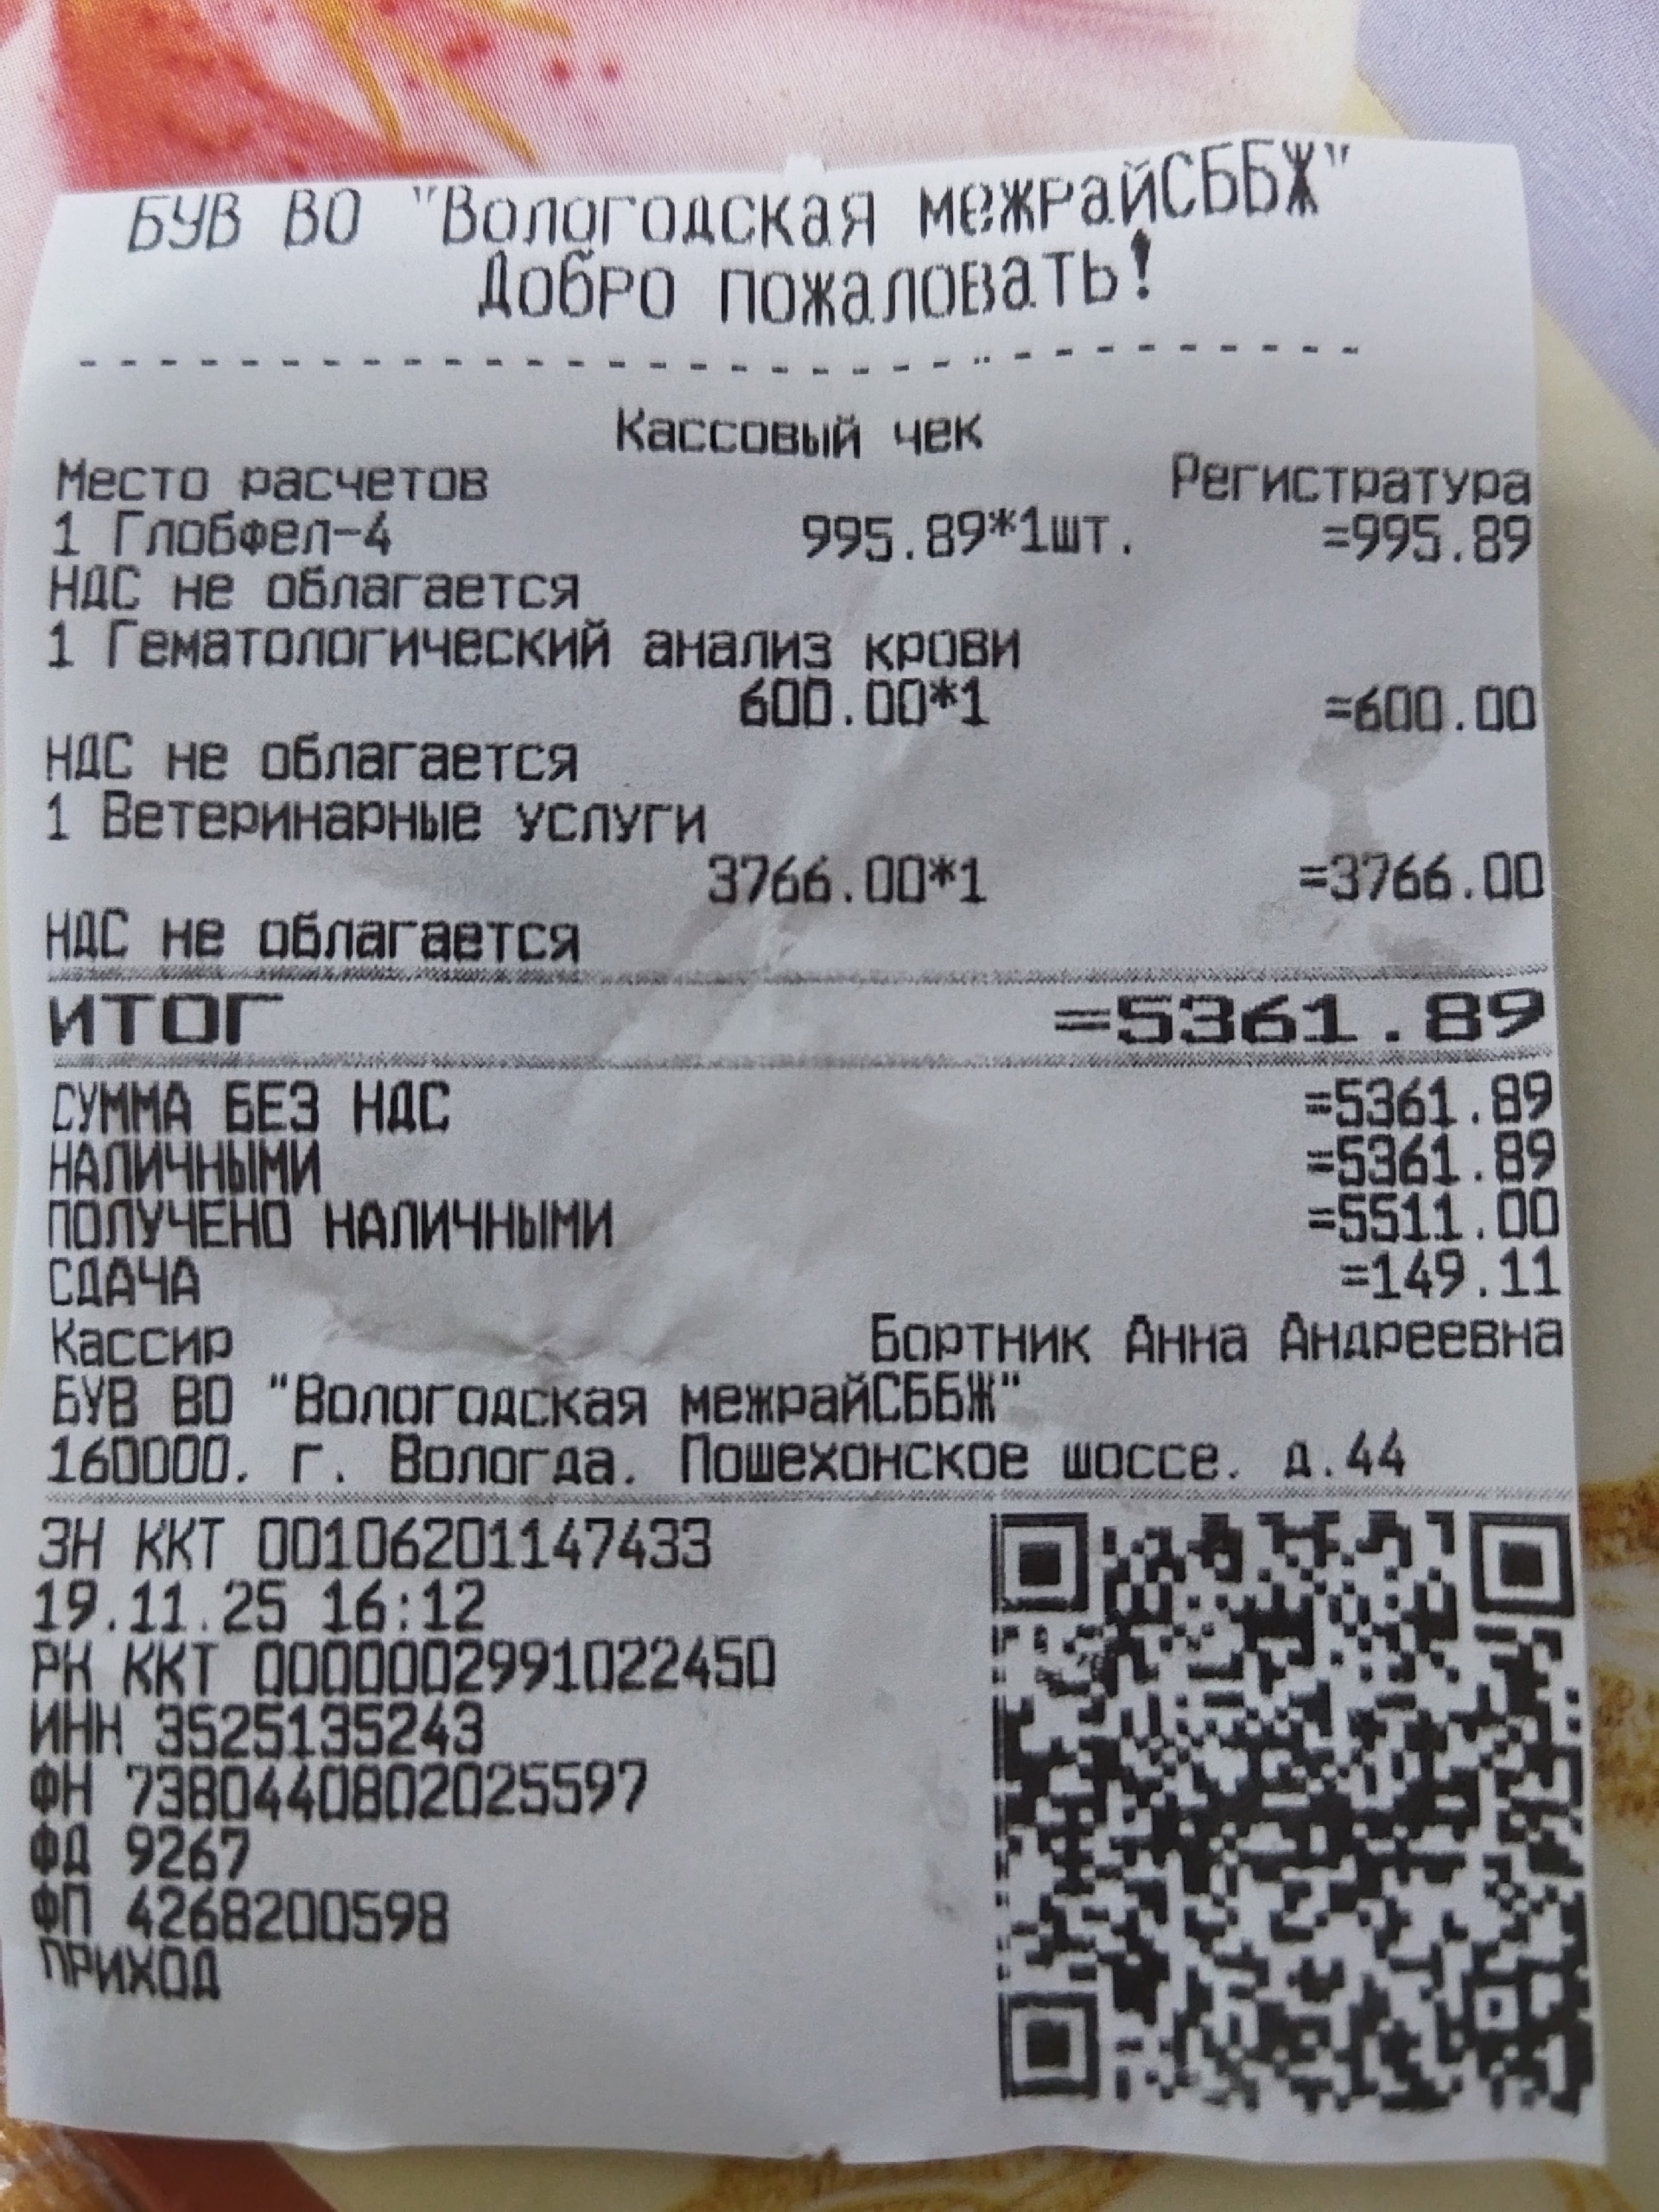 БУВ ВО "Вологодская межрайСББЖ"
Добро пожаловать!
Кассовый чек
Место расчетов Регистратура
1 Глобфел-4 995.89*1шт. =995.89
НДС не облагается
1 Гематологический анализ крови
600.00*1 =600.00
НДС не облагается
1 Ветеринарные услуги
3766.00*1 =3766.00
НДС не облагается
ИТОГ =5361.89
СУММА БЕЗ НДС =5361.89
НАЛИЧНЫМИ =5361.89
ПОЛУЧЕНО НАЛИЧНЫМИ =5511.00
СДАЧА =149.11
Кассир Бортник Анна Андреевна
БУВ ВО "Вологодская межрайСББЖ"
160000. г. Вологда. Пошехонское шоссе. д.44
ЗН ККТ 00106201147433
19.11.25 16:12
РН ККТ 0000002991022450
ИНН 3525135243
ФН 7380440802025597
ФД 9267
ФП 4268200598
ПРИХОД